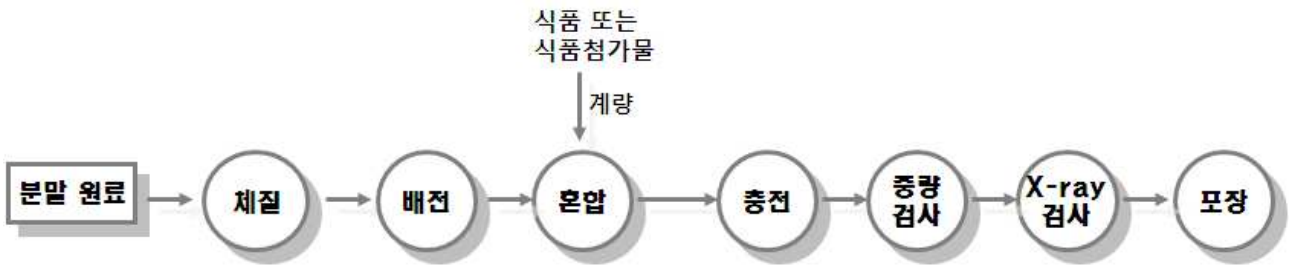 식품 또는
식품첨가물
계량
분말 원료
체질
배전
혼합
충전
중량
검사
X-ray
검사
포장